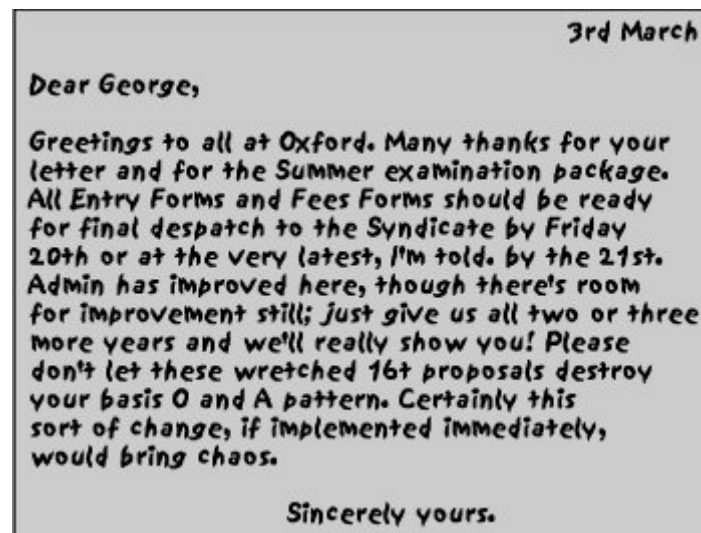 3rd March
Dear George,
Greetings to all at Oxford. Many thanks for your
letter and for the Summer examination package.
All Entry Forms and Fees Forms should be ready
for final despatch to the Syndicate by Friday
20th or at the very latest, I'm told. by the 21st.
Admin has improved here, though there's room
for improvement still; just give us all two or three
more years and we'll really show you! Please
don't let these wretched 16t proposals destroy
your basis O and A pattern. Certainly this
sort of change, if implemented immediately,
would bring chaos.
Sincerely yours.